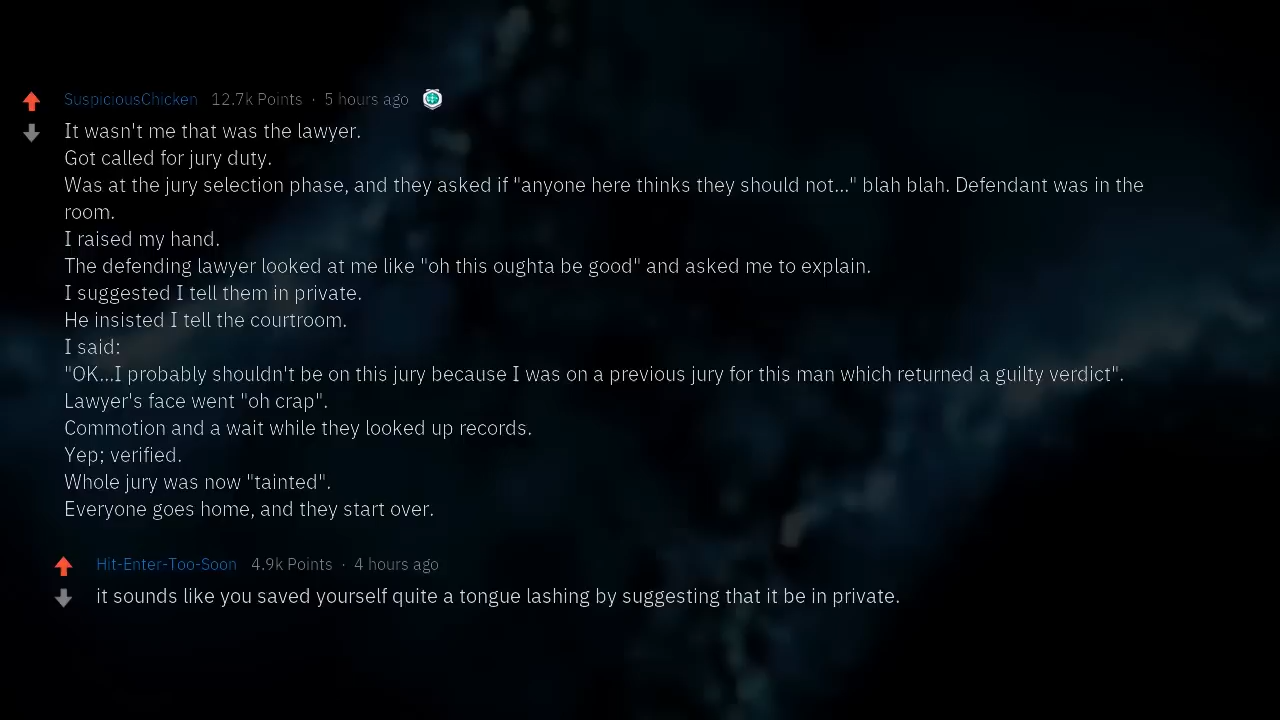 SuspiciousChicken 12.7k Points · 5 hours ago
It wasn't me that was the lawyer.
Got called for jury duty.
Was at the jury selection phase, and they asked if "anyone here thinks they should not..." blah blah. Defendant was in the
room.
I raised my hand.
The defending lawyer looked at me like "oh this oughta be good" and asked me to explain.
I suggested I tell them in private.
He insisted I tell the courtroom.
I said:
"OK...I probably shouldn't be on this jury because I was on a previous jury for this man which returned a guilty verdict".
Lawyer's face went "oh crap".
Commotion and a wait while they looked up records.
Yep; verified.
Whole jury was now "tainted".
Everyone goes home, and they start over.
Hit-Enter-Too-Soon 4.9k Points · 4 hours ago
it sounds like you saved yourself quite a tongue lashing by suggesting that it be in private.